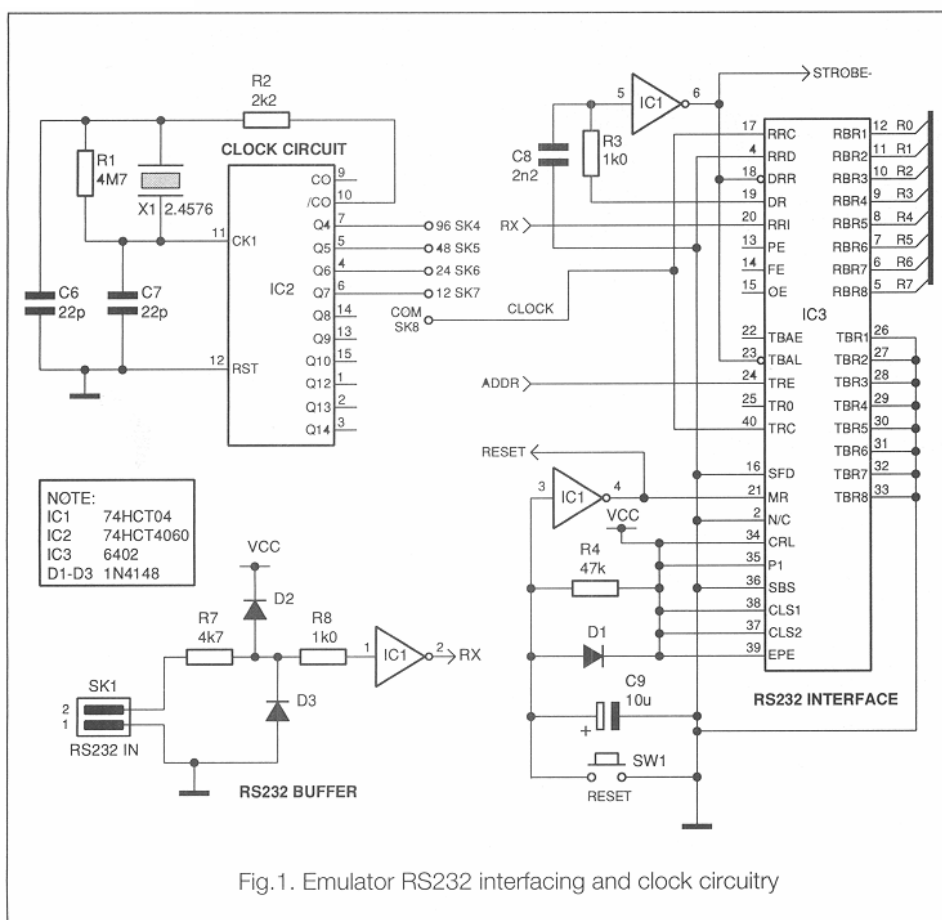 R2
2k2
CLOCK CIRCUIT
R1
4M7
X1 2.4576
C6
22p
C7
22p
11 CK1
12 RST
IC2
CO 9
/CO 10
Q4 7
Q5 5
Q6 4
Q7 6
Q8 14
Q9 13
Q10 15
Q12 1
Q13 2
Q14 3
96 SK4
48 SK5
24 SK6
12 SK7
COM
SK8
CLOCK
5 IC1 6
STROBE-
C8
2n2
R3
1k0
RX
ADDR
RESET
17 RRC
4 RRD
18 DRR
19 DR
20 RRI
13 PE
14 FE
15 OE
22 TBAE
23 TBAL
24 TRE
25 TR0
40 TRC
16 SFD
21 MR
2 N/C
34 CRL
35 P1
36 SBS
38 CLS1
37 CLS2
39 EPE
IC3
RBR1 12 R0
RBR2 11 R1
RBR3 10 R2
RBR4 9 R3
RBR5 8 R4
RBR6 7 R5
RBR7 6 R6
RBR8 5 R7
TBR1 26
TBR2 27
TBR3 28
TBR4 29
TBR5 30
TBR6 31
TBR7 32
TBR8 33
RS232 INTERFACE
3 IC1 4
VCC
R4
47k
D1
C9
10u
+
SW1
RESET
NOTE:
IC1 74HCT04
IC2 74HCT4060
IC3 6402
D1-D3 1N4148
VCC
D2
R7
4k7
R8
1k0
1 IC1 2 RX
D3
SK1
2
1
RS232 IN
RS232 BUFFER
Fig.1. Emulator RS232 interfacing and clock circuitry